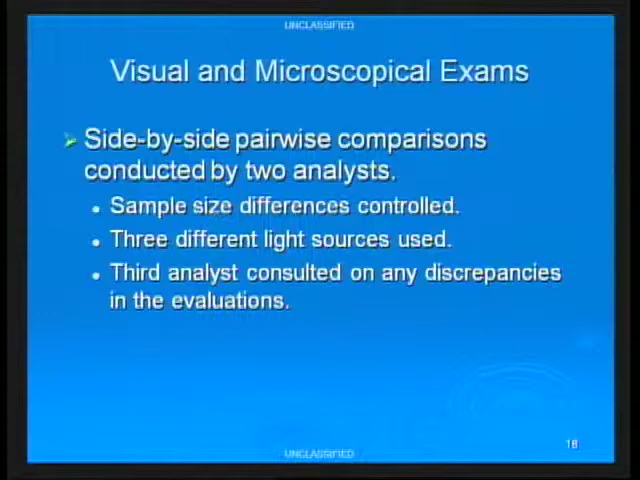 UNCLASSIFIED
Visual and Microscopical Exams
Side-by-side pairwise comparisons
conducted by two analysts.
Sample size differences controlled.
Three different light sources used.
Third analyst consulted on any discrepancies
in the evaluations.
18
UNCLASSIFIED